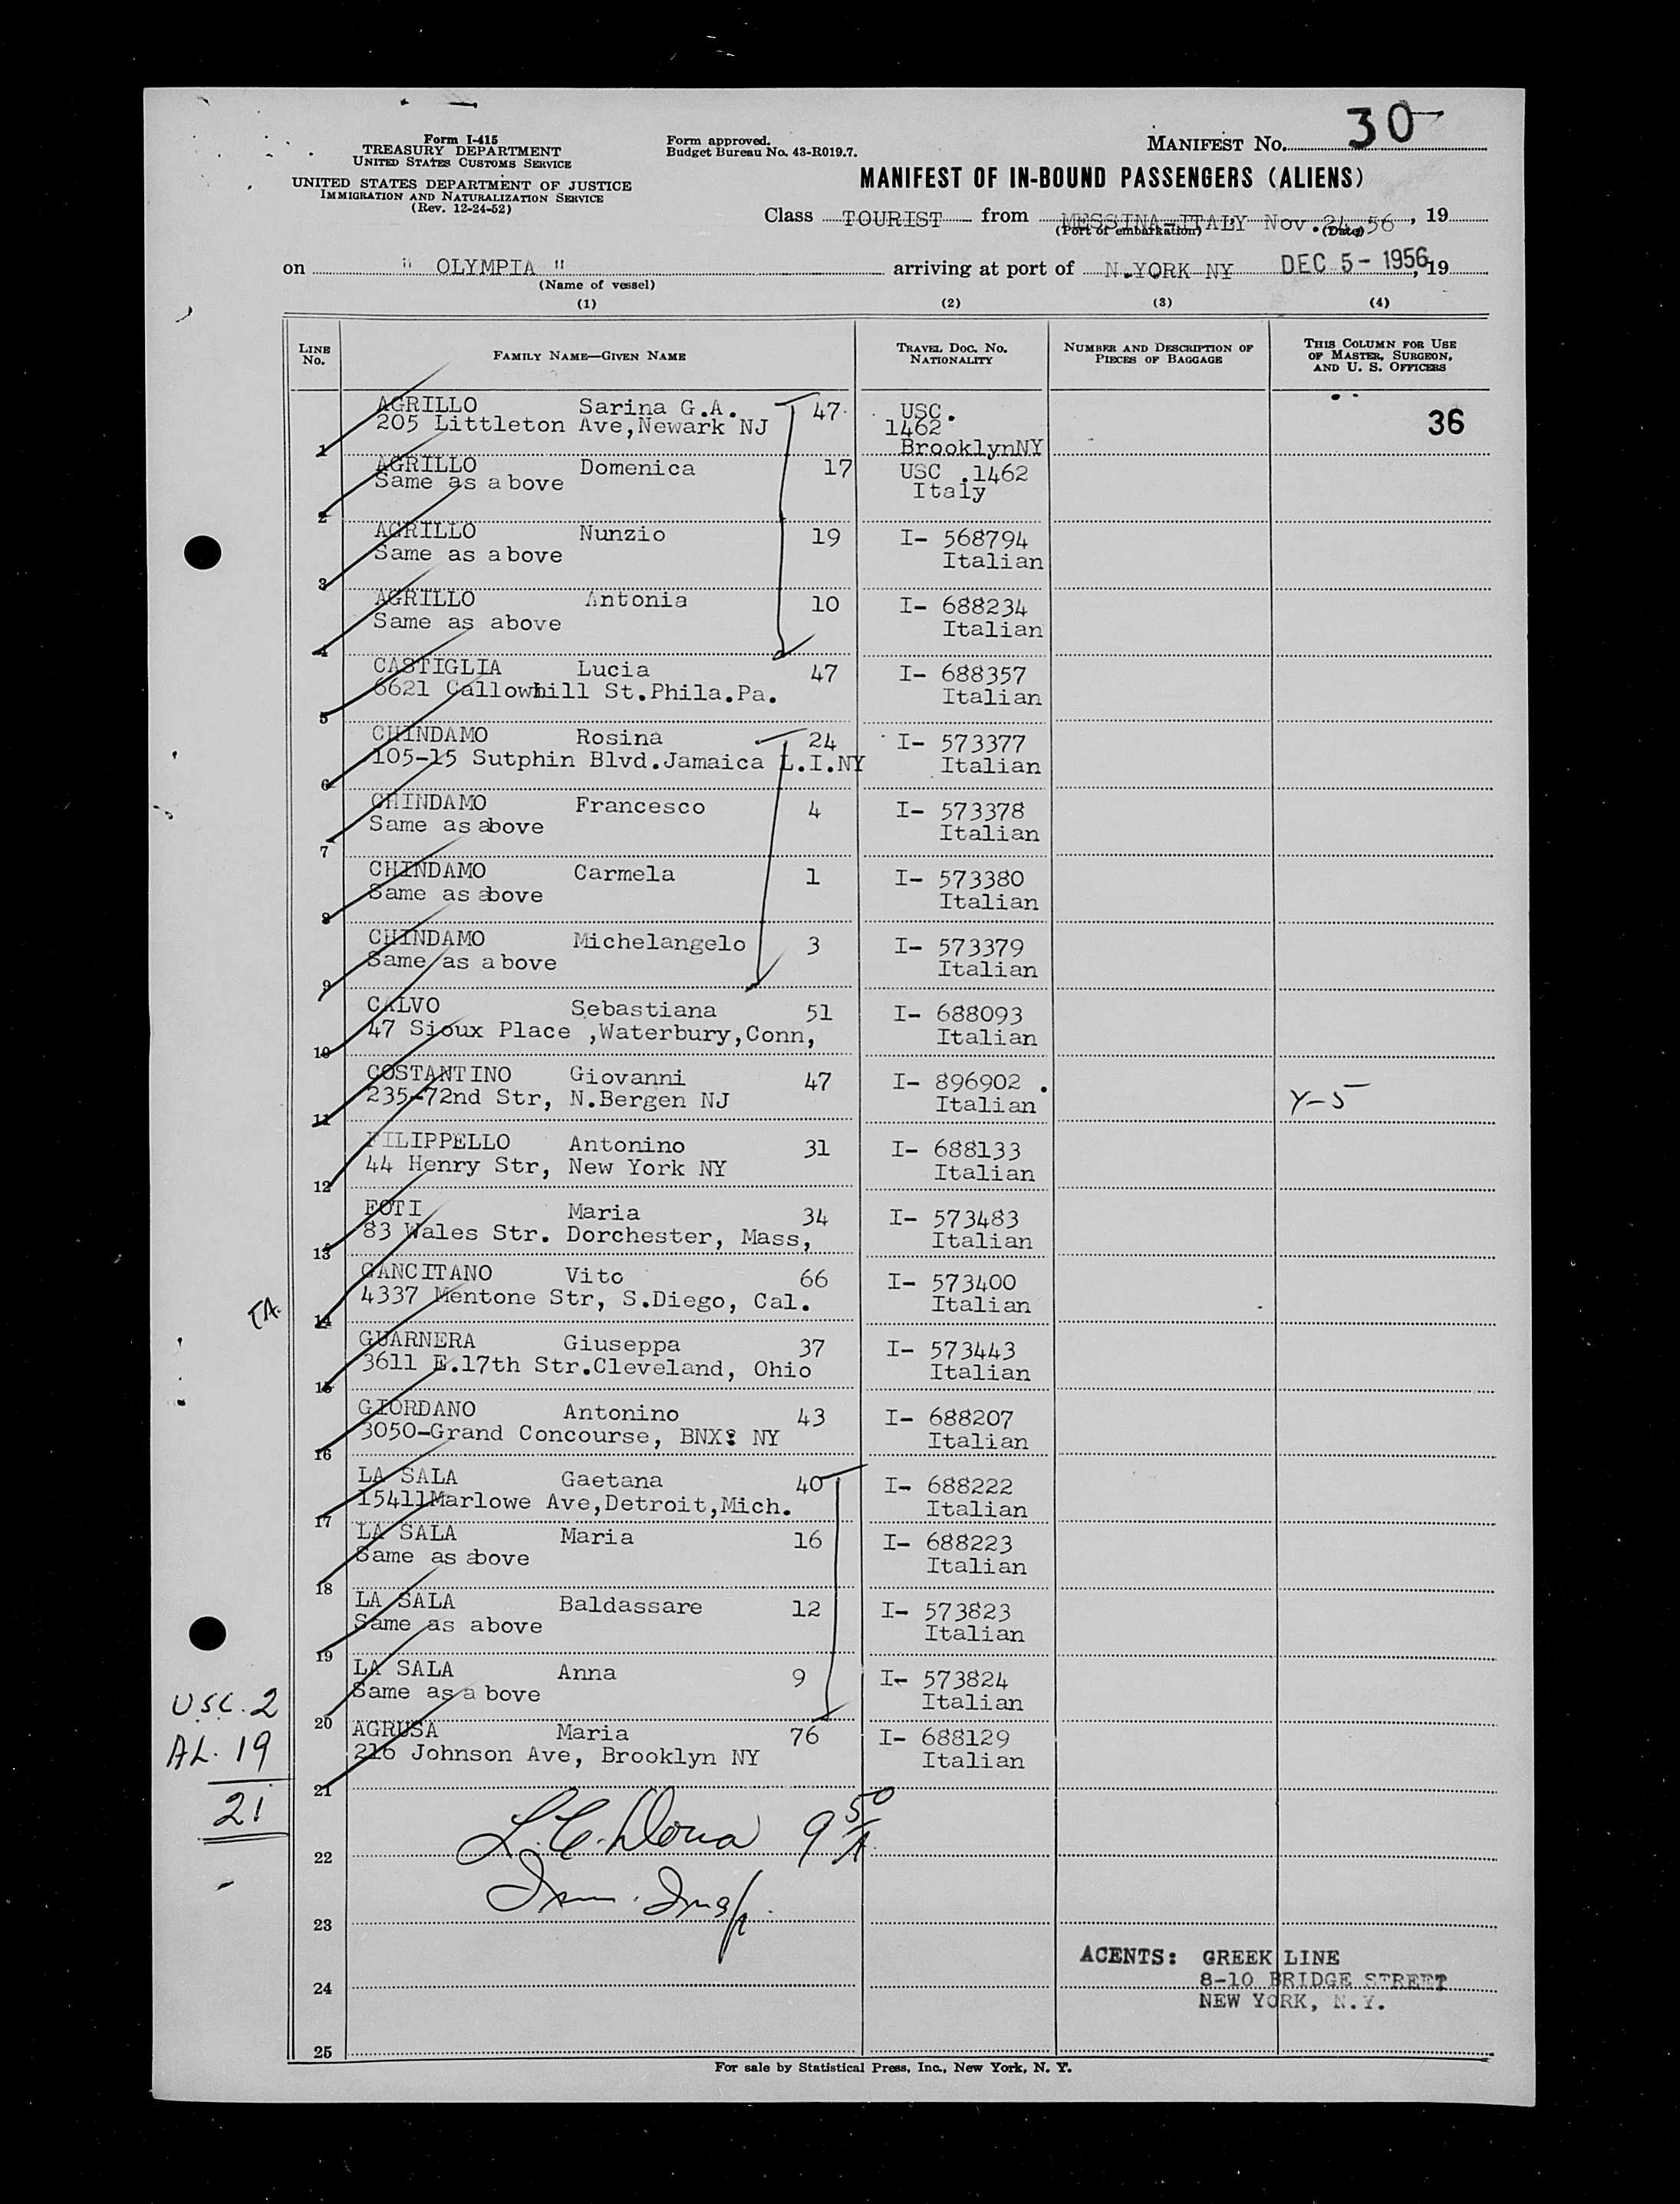 30
Form I-415
TREASURY DEPARTMENT
UNITED STATES CUSTOMS SERVICE
UNITED STATES DEPARTMENT OF JUSTICE
IMMIGRATION AND NATURALIZATION SERVICE
(Rev. 12-24-52)
Form approved.
Budget Bureau No. 43-R019.7.
MANIFEST No.
MANIFEST OF IN-BOUND PASSENGERS (ALIENS)
Class TOURIST from MESSINA-ITALY Nov.24.56, 19
(Port of embarkation) (Date)
on " OLYMPIA " arriving at port of N.YORK NY DEC 5 - 1956, 19
(Name of vessel)
(1) (2) (3) (4)
LINE No. FAMILY NAME—GIVEN NAME TRAVEL DOC. No. NATIONALITY NUMBER AND DESCRIPTION OF PIECES OF BAGGAGE THIS COLUMN FOR USE OF MASTER, SURGEON, AND U. S. OFFICERS
AGRILLO Sarina G.A. 47 USC. 36
205 Littleton Ave,Newark NJ 1462
1 BrooklynNY
AGRILLO Domenica 17 USC .1462
Same as above Italy
2
AGRILLO Nunzio 19 I- 568794
Same as above Italian
3
AGRILLO Antonia 10 I- 688234
Same as above Italian
4
CASTIGLIA Lucia 47 I- 688357
6621 Callowhill St.Phila.Pa. Italian
5
CHINDAMO Rosina 24 I- 573377
105-15 Sutphin Blvd.Jamaica L.I.NY Italian
6
CHINDAMO Francesco 4 I- 573378
Same as above Italian
7
CHINDAMO Carmela 1 I- 573380
Same as above Italian
8
CHINDAMO Michelangelo 3 I- 573379
Same as above Italian
9
CALVO Sebastiana 51 I- 688093
47 Sioux Place ,Waterbury,Conn, Italian
10
COSTANTINO Giovanni 47 I- 896902 .
235-72nd Str, N.Bergen NJ Italian Y-5
11
FILIPPELLO Antonino 31 I- 688133
44 Henry Str, New York NY Italian
12
FOTI Maria 34 I- 573483
83 Wales Str. Dorchester, Mass, Italian
13
GANCITANO Vito 66 I- 573400
4337 Mentone Str, S.Diego, Cal. Italian
14
GUARNERA Giuseppa 37 I- 573443
3611 E.17th Str.Cleveland, Ohio Italian
15
GIORDANO Antonino 43 I- 688207
3050-Grand Concourse, BNX: NY Italian
16
LA SALA Gaetana 40 I- 688222
15411Marlowe Ave,Detroit,Mich. Italian
17
LA SALA Maria 16 I- 688223
Same as above Italian
18
LA SALA Baldassare 12 I- 573823
Same as above Italian
19
LA SALA Anna 9 I- 573824
Same as above Italian
USC. 2
20
AGRUSA Maria 76 I- 688129
216 Johnson Ave, Brooklyn NY Italian
AL. 19
21
21
22
23
Imm. Insp.
AGENTS: GREEK LINE
24 8-10 BRIDGE STREET
NEW YORK, N.Y.
25
For sale by Statistical Press, Inc., New York, N. Y.